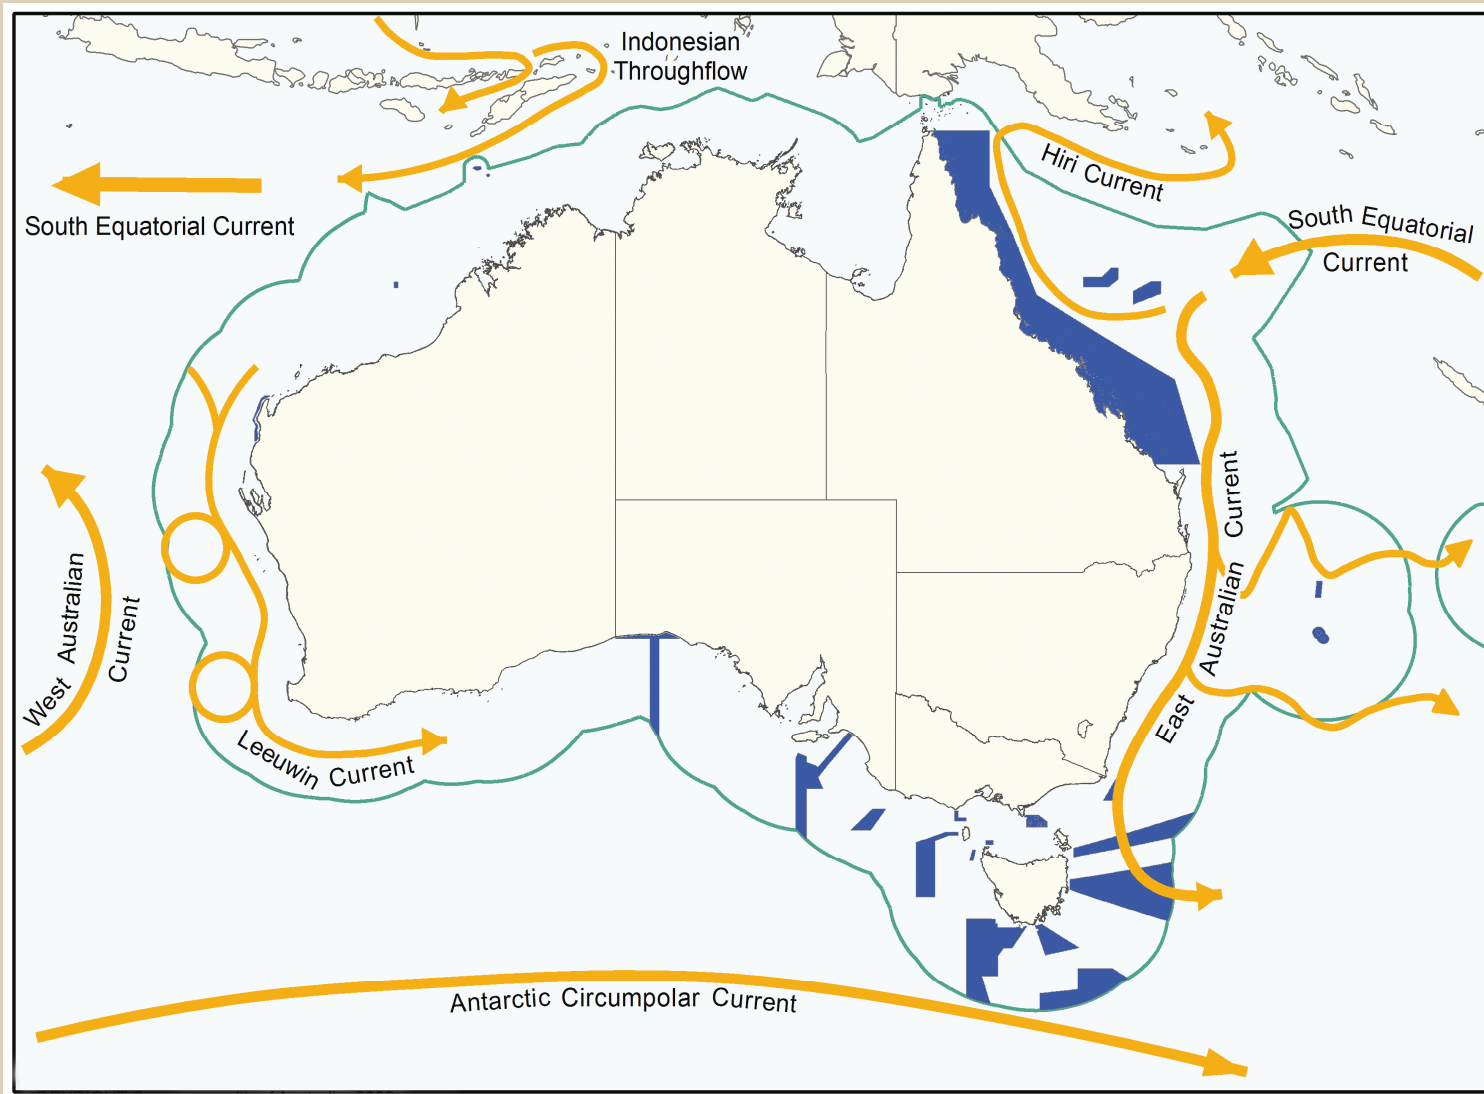 Indonesian
Throughflow
Hiri Current
South Equatorial Current
South Equatorial
Current
East Australian Current
West Australian
Current
Leeuwin Current
Antarctic Circumpolar Current